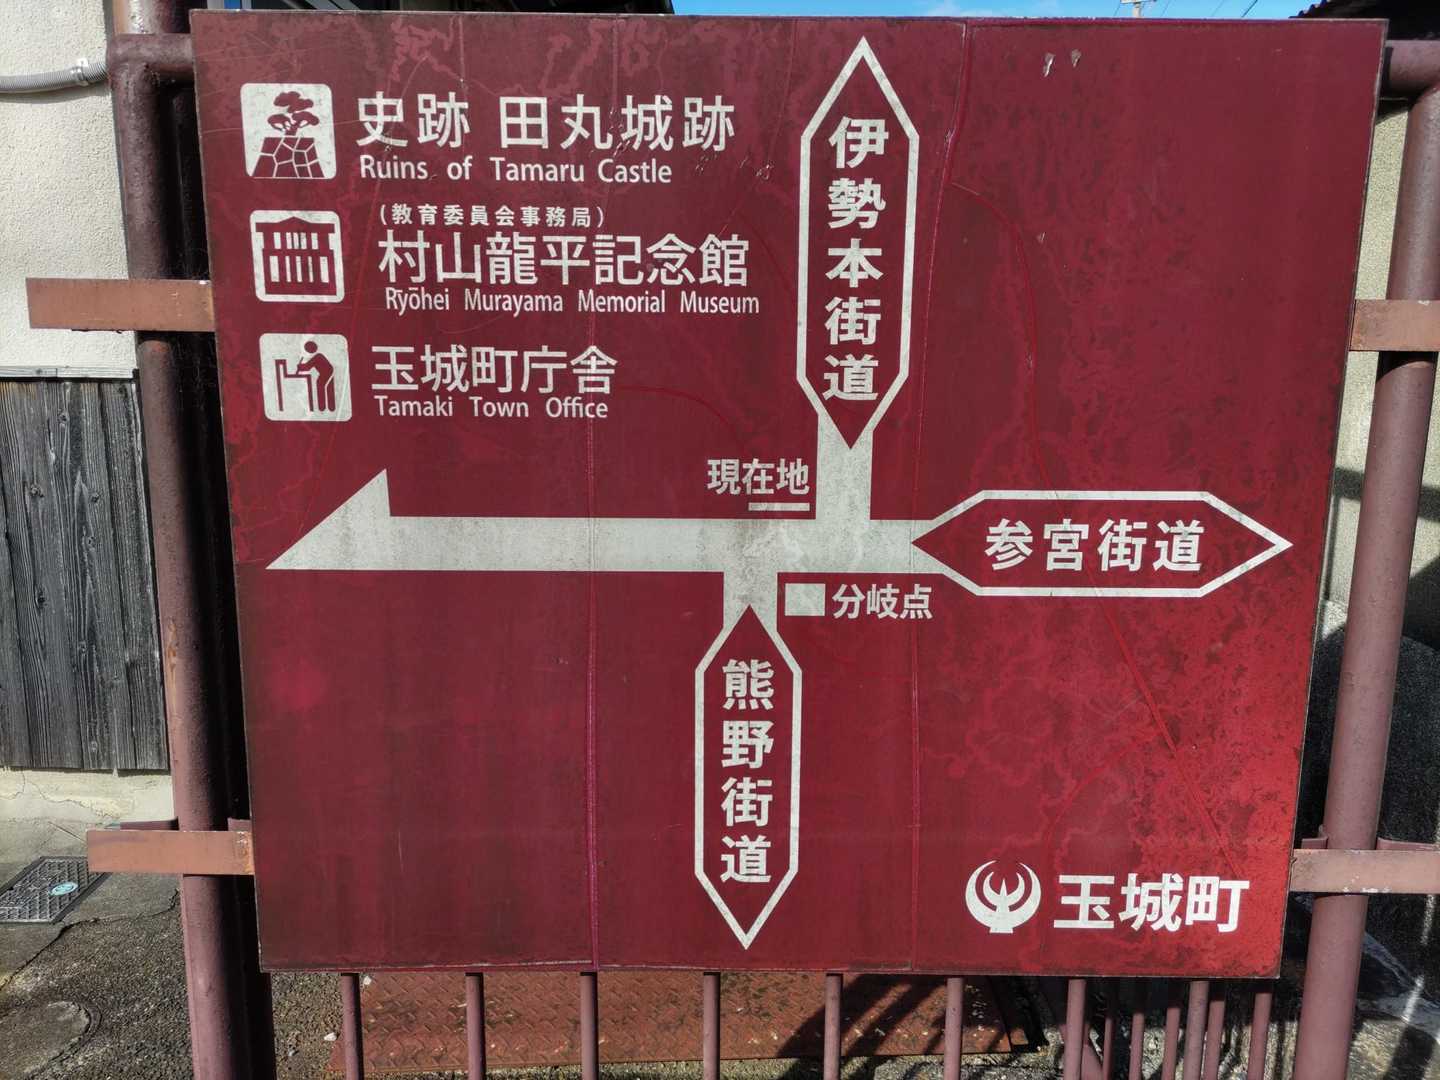 史跡 田丸城跡
Ruins of Tamaru Castle
(教育委員会事務局)
村山龍平記念館
Ryōhei Murayama Memorial Museum
玉城町庁舎
Tamaki Town Office
伊勢本街道
現在地
参宮街道
分岐点
熊野街道
玉城町